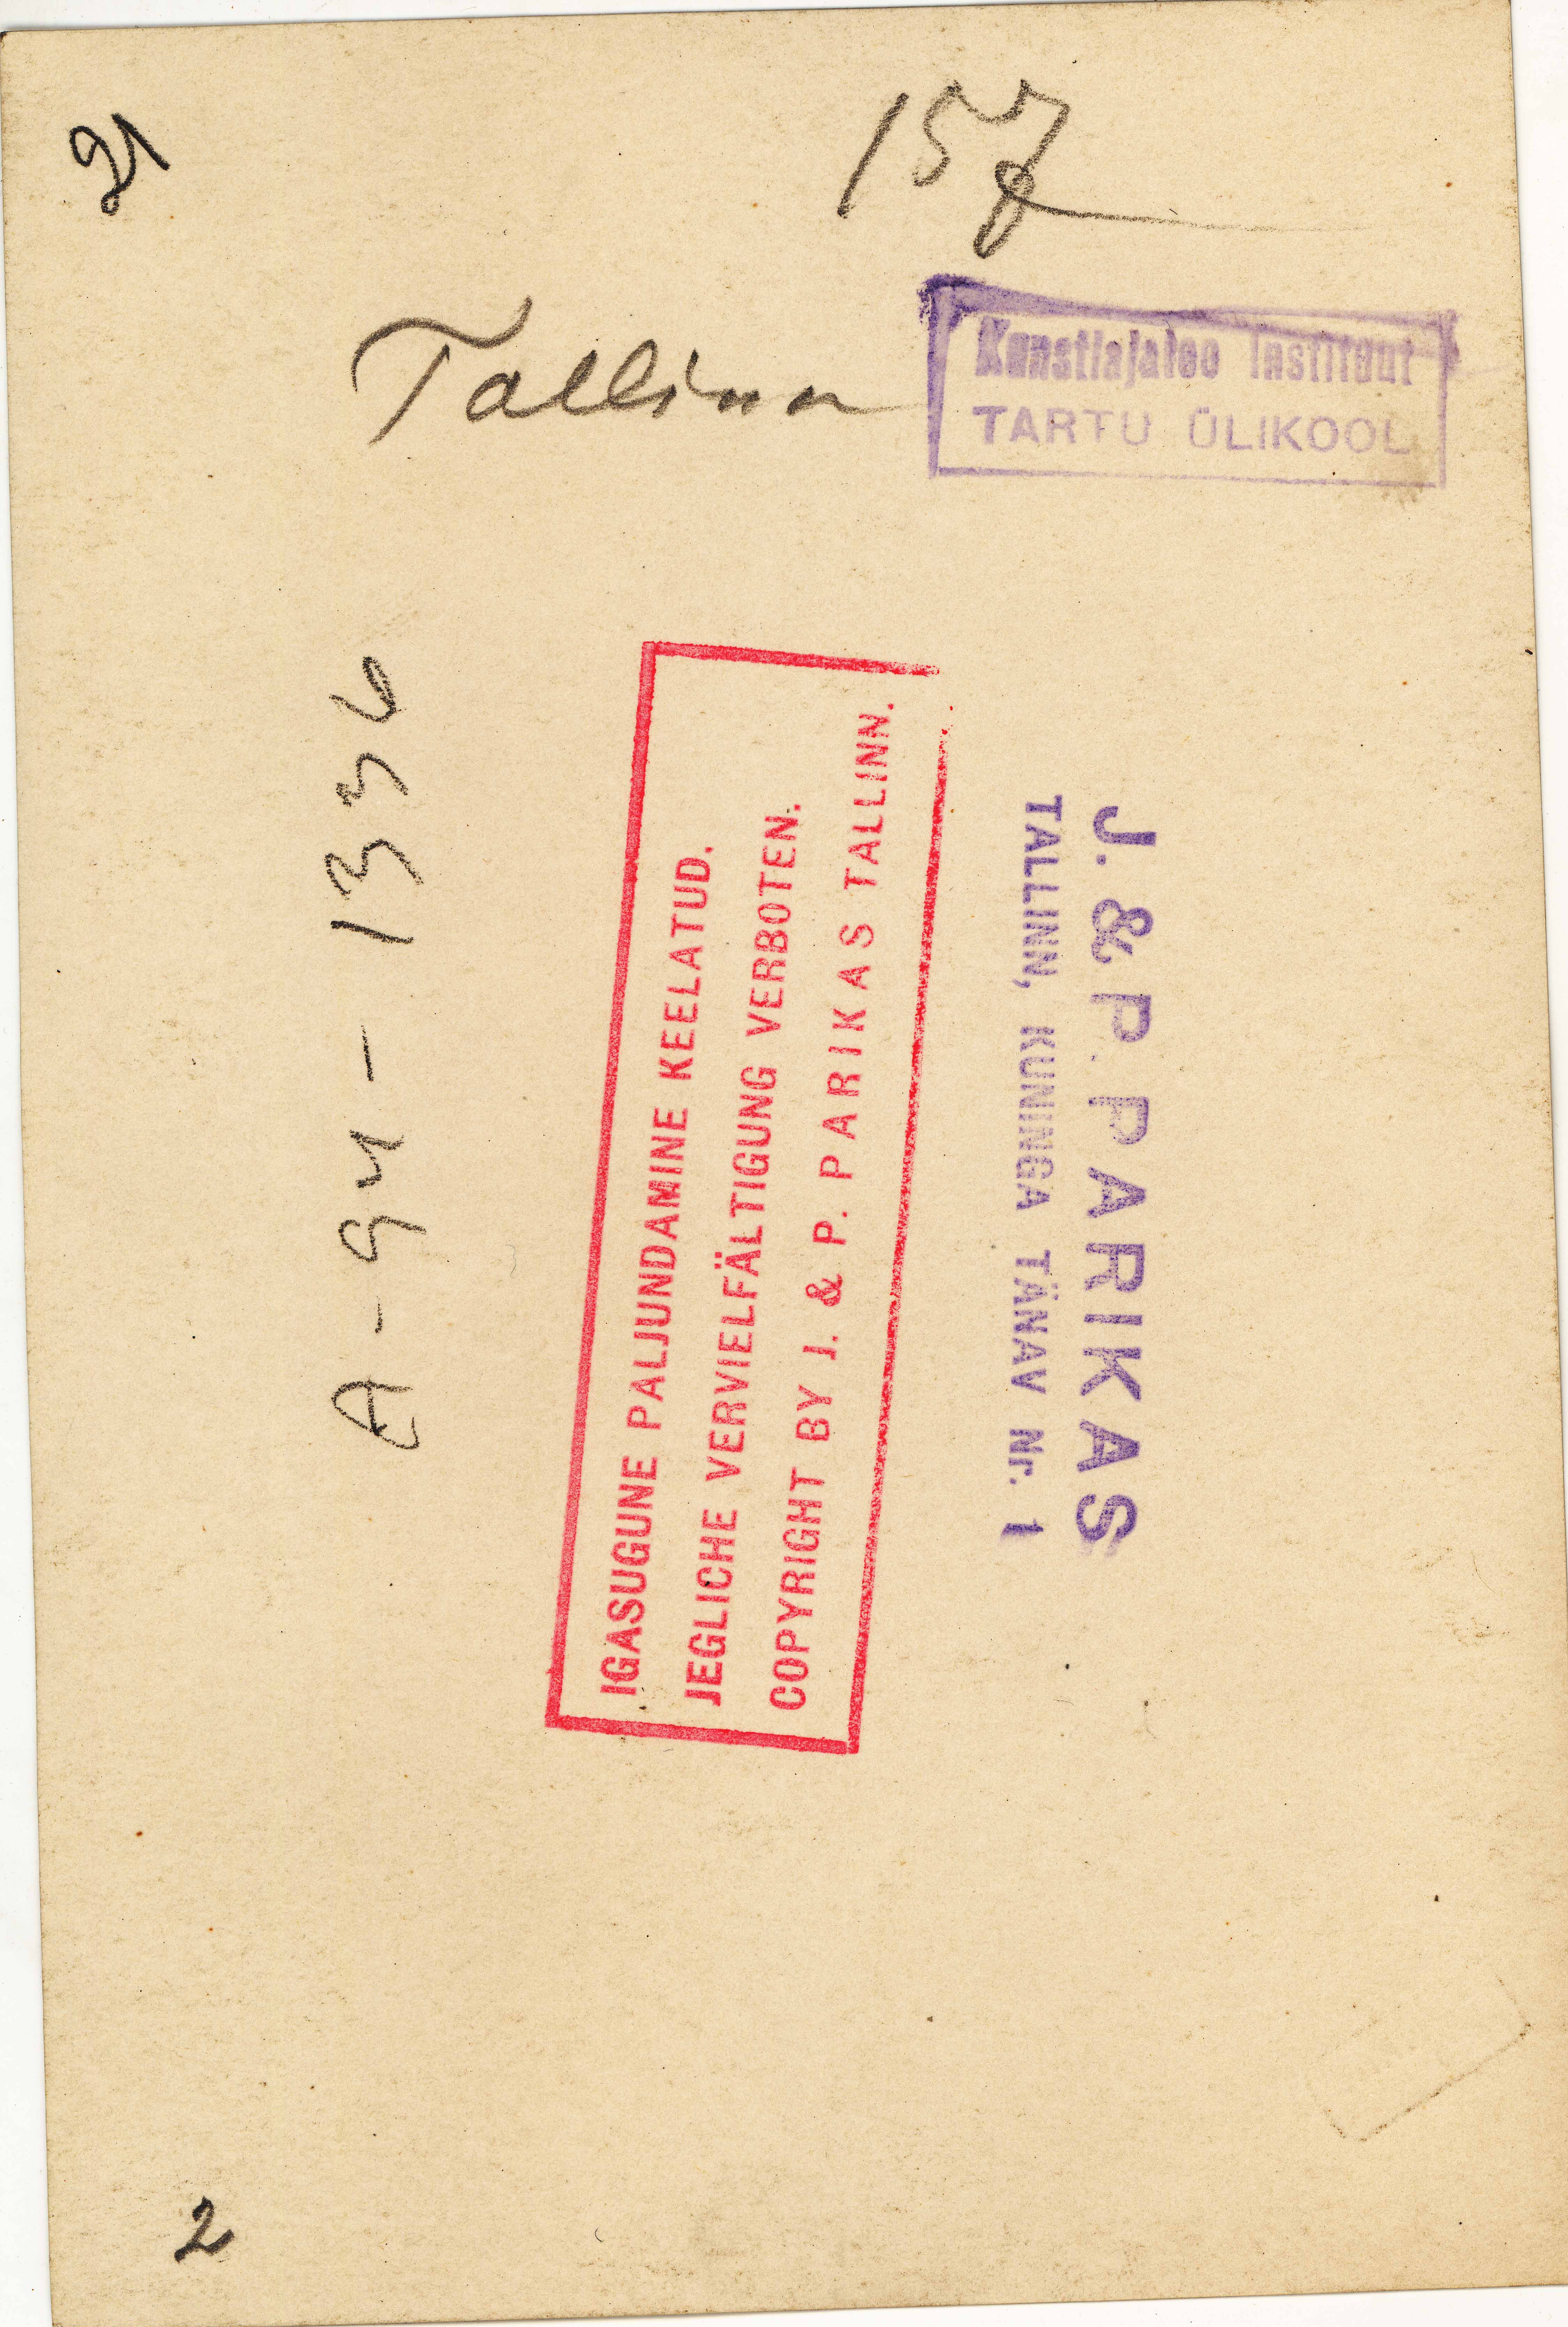 21
157
Tallinn
Kunstiajaloo Instituut
TARTU ÜLIKOOL
A-94-1336
IGASUGUNE PALJUNDAMINE KEELATUD.
JEGLICHE VERVIELFÄLTIGUNG VERBOTEN.
COPYRIGHT BY J. & P. PARIKAS TALLINN.
J. & P. PARIKAS
TALLINN, KUNINGA TÄNAV Nr. 1
2